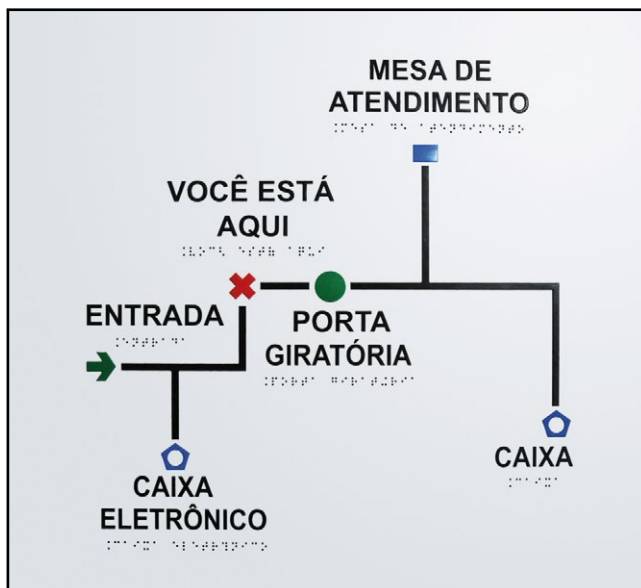 MESA DE
ATENDIMENTO
⠨⠍⠑⠎⠁ ⠙⠑ ⠁⠞⠑⠝⠙⠊⠍⠑⠝⠞⠕
VOCÊ ESTÁ
AQUI
⠨⠧⠕⠉⠣ ⠑⠎⠞⠷ ⠁⠟⠥⠊
ENTRADA
⠨⠑⠝⠞⠗⠁⠙⠁
PORTA
GIRATÓRIA
⠨⠏⠕⠗⠞⠁ ⠛⠊⠗⠁⠞⠬⠗⠊⠁
CAIXA
⠨⠉⠁⠊⠭⠁
CAIXA
ELETRÔNICO
⠨⠉⠁⠊⠭⠁ ⠑⠇⠑⠞⠗⠹⠝⠊⠉⠕